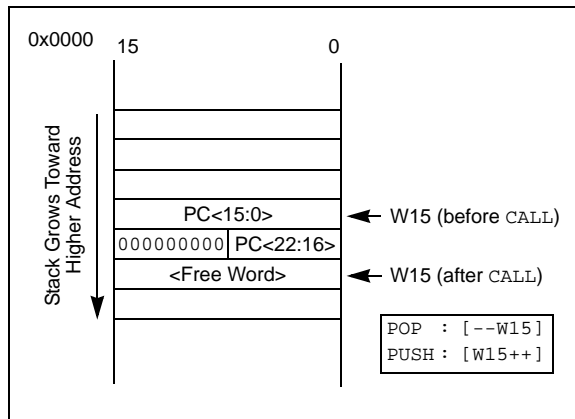 0x0000
15 0
Stack Grows Toward
Higher Address
PC<15:0>
W15 (before CALL)
000000000 PC<22:16>
<Free Word>
W15 (after CALL)
POP : [--W15]
PUSH : [W15++]